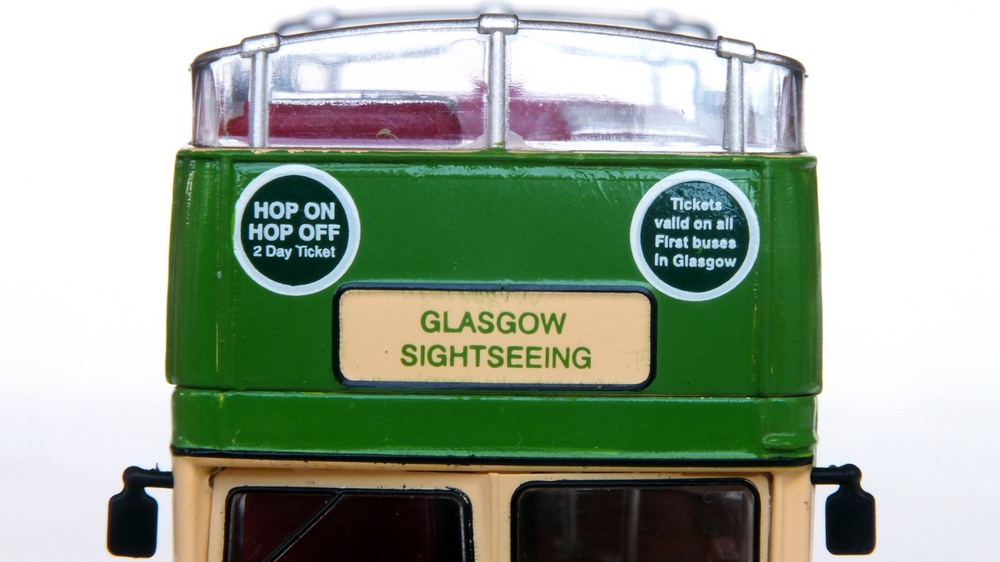 HOP ON
HOP OFF
2 Day Ticket
Tickets
valid on all
First buses
in Glasgow
GLASGOW
SIGHTSEEING